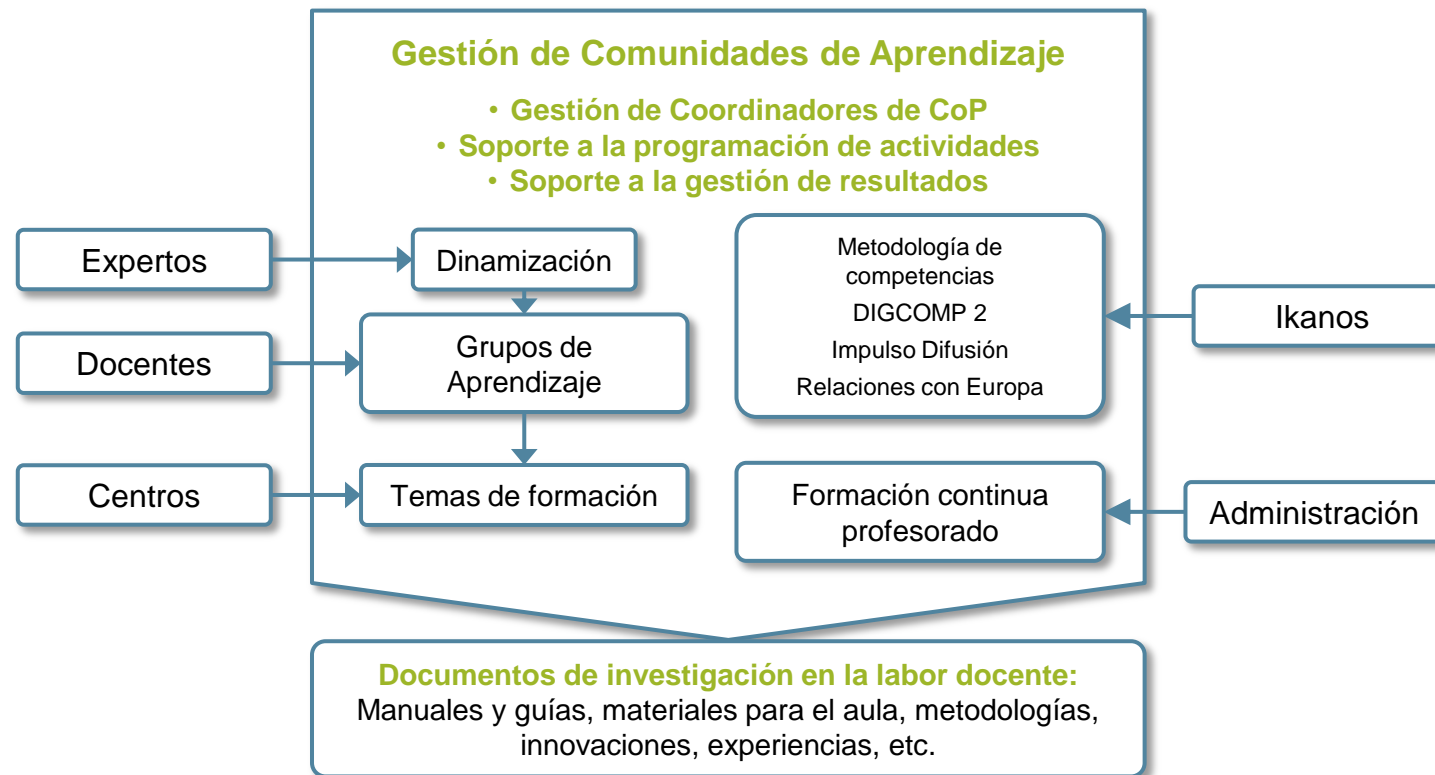 Gestión de Comunidades de Aprendizaje
• Gestión de Coordinadores de CoP
• Soporte a la programación de actividades
• Soporte a la gestión de resultados
Expertos
Dinamización
Docentes
Grupos de
Aprendizaje
Centros
Temas de formación
Metodología de
competencias
DIGCOMP 2
Impulso Difusión
Relaciones con Europa
Ikanos
Formación continua
profesorado
Administración
Documentos de investigación en la labor docente:
Manuales y guías, materiales para el aula, metodologías,
innovaciones, experiencias, etc.